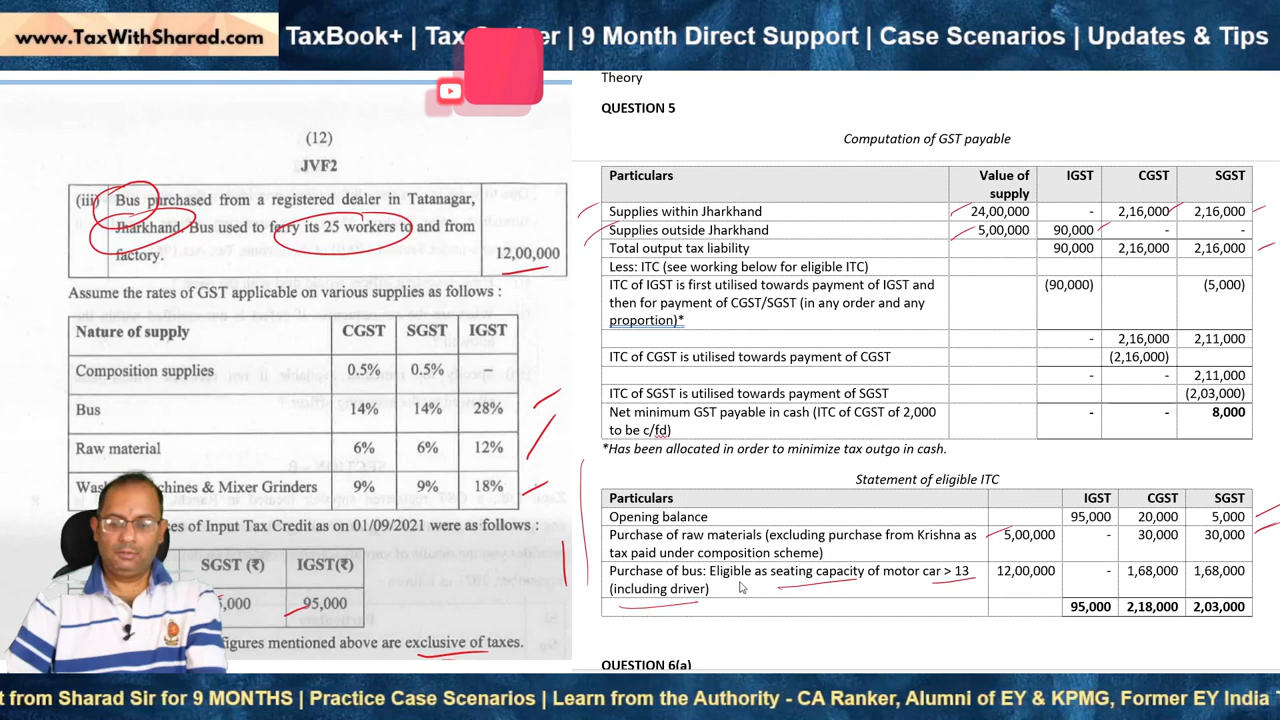 www.TaxWithSharad.com
TaxBook+ | Tax | 9 Month Direct Support | Case Scenarios | Updates & Tips
(12)
JVF2
(iii) Bus purchased from a registered dealer in Tatanagar,
Jharkhand. Bus used to ferry its 25 workers to and from
factory. 12,00,000
Assume the rates of GST applicable on various supplies as follows :
Nature of supply CGST SGST IGST
Composition supplies 0.5% 0.5% –
Bus 14% 14% 28%
Raw material 6% 6% 12%
Was chines & Mixer Grinders 9% 9% 18%
ces of Input Tax Credit as on 01/09/2021 were as follows :
SGST (₹) IGST(₹)
,000 95,000
figures mentioned above are exclusive of taxes.
Theory
QUESTION 5
Computation of GST payable
Particulars Value of supply IGST CGST SGST
Supplies within Jharkhand 24,00,000 - 2,16,000 2,16,000
Supplies outside Jharkhand 5,00,000 90,000 - -
Total output tax liability 90,000 2,16,000 2,16,000
Less: ITC (see working below for eligible ITC)
ITC of IGST is first utilised towards payment of IGST and (90,000) (5,000)
then for payment of CGST/SGST (in any order and any
proportion)*
- 2,16,000 2,11,000
ITC of CGST is utilised towards payment of CGST (2,16,000)
- - 2,11,000
ITC of SGST is utilised towards payment of SGST (2,03,000)
Net minimum GST payable in cash (ITC of CGST of 2,000 - - 8,000
to be c/fd)
*Has been allocated in order to minimize tax outgo in cash.
Statement of eligible ITC
Particulars IGST CGST SGST
Opening balance 95,000 20,000 5,000
Purchase of raw materials (excluding purchase from Krishna as 5,00,000 - 30,000 30,000
tax paid under composition scheme)
Purchase of bus: Eligible as seating capacity of motor car > 13 12,00,000 - 1,68,000 1,68,000
(including driver)
95,000 2,18,000 2,03,000
QUESTION 6(a)
t from Sharad Sir for 9 MONTHS | Practice Case Scenarios | Learn from the Authority - CA Ranker, Alumni of EY & KPMG, Former EY India